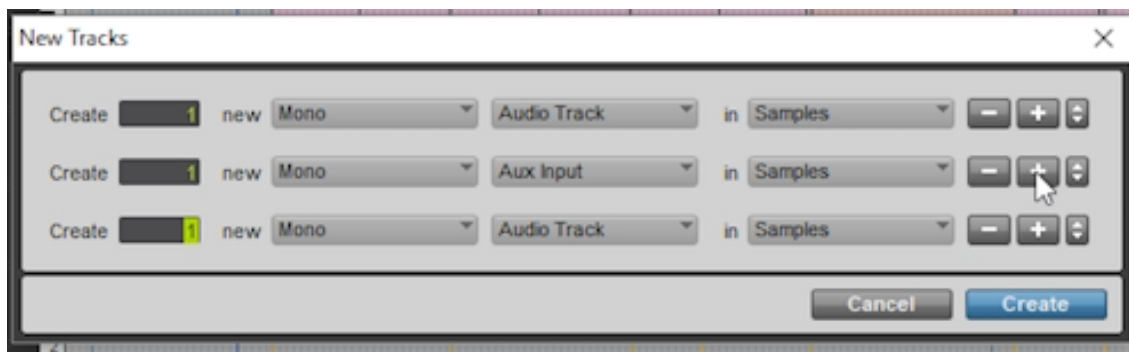 New Tracks
Create 1 new Mono Audio Track in Samples
Create 1 new Mono Aux Input in Samples
Create 1 new Mono Audio Track in Samples
Cancel Create
2